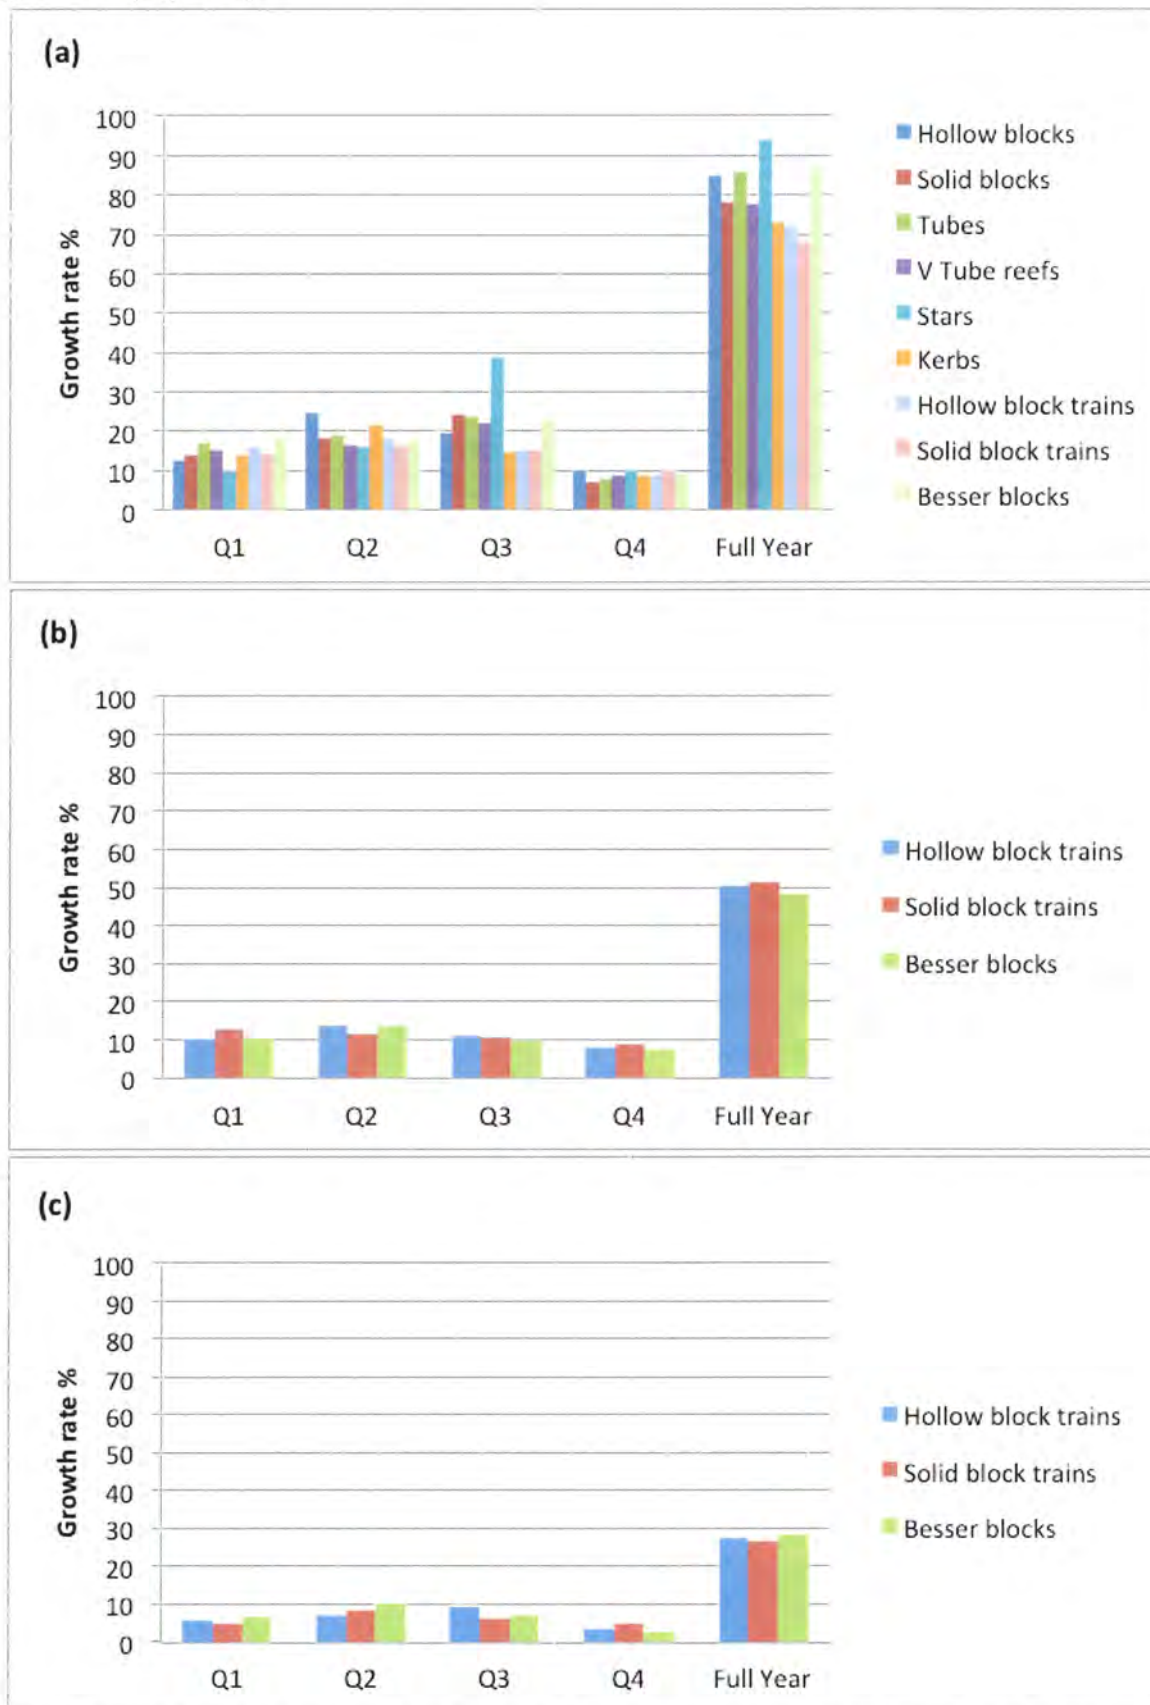 (a)
Growth rate %
100
90
80
70
60
50
40
30
20
10
0
Q1 Q2 Q3 Q4 Full Year
Hollow blocks
Solid blocks
Tubes
V Tube reefs
Stars
Kerbs
Hollow block trains
Solid block trains
Besser blocks
(b)
Growth rate %
100
90
80
70
60
50
40
30
20
10
0
Q1 Q2 Q3 Q4 Full Year
Hollow block trains
Solid block trains
Besser blocks
(c)
Growth rate %
100
90
80
70
60
50
40
30
20
10
0
Q1 Q2 Q3 Q4 Full Year
Hollow block trains
Solid block trains
Besser blocks